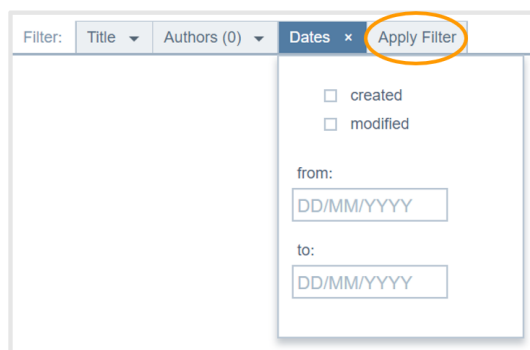 Filter: Title Authors (0) Dates × Apply Filter
created
modified
from:
DD/MM/YYYY
to:
DD/MM/YYYY